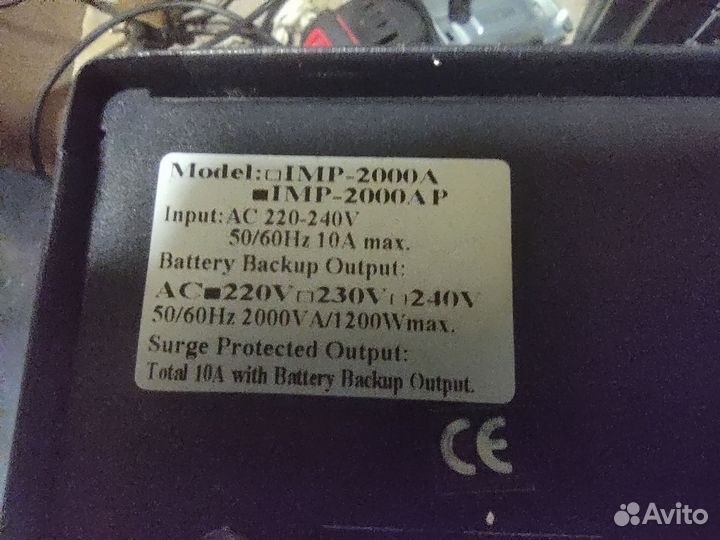 Model:□IMP-2000A
■IMP-2000AP
Input:AC 220-240V
50/60Hz 10A max.
Battery Backup Output:
AC■220V□230V□240V
50/60Hz 2000VA/1200Wmax.
Surge Protected Output:
Total 10A with Battery Backup Output.
CE
Avito